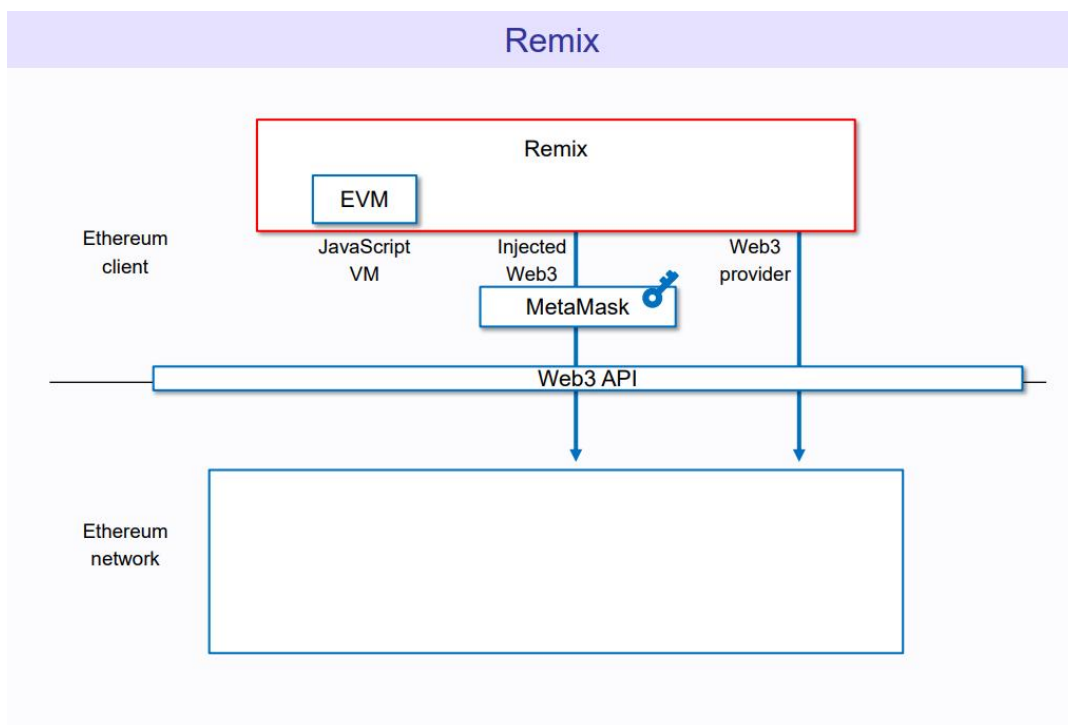 Remix
Remix
EVM
Ethereum
client
JavaScript
VM
Injected
Web3
Web3
provider
MetaMask
Web3 API
Ethereum
network